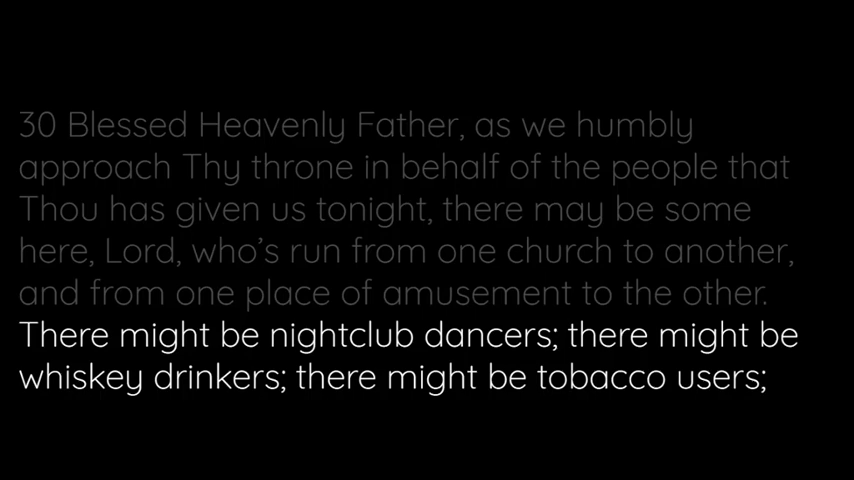 30 Blessed Heavenly Father, as we humbly
approach Thy throne in behalf of the people that
Thou has given us tonight, there may be some
here, Lord, who’s run from one church to another,
and from one place of amusement to the other.
There might be nightclub dancers; there might be
whiskey drinkers; there might be tobacco users;